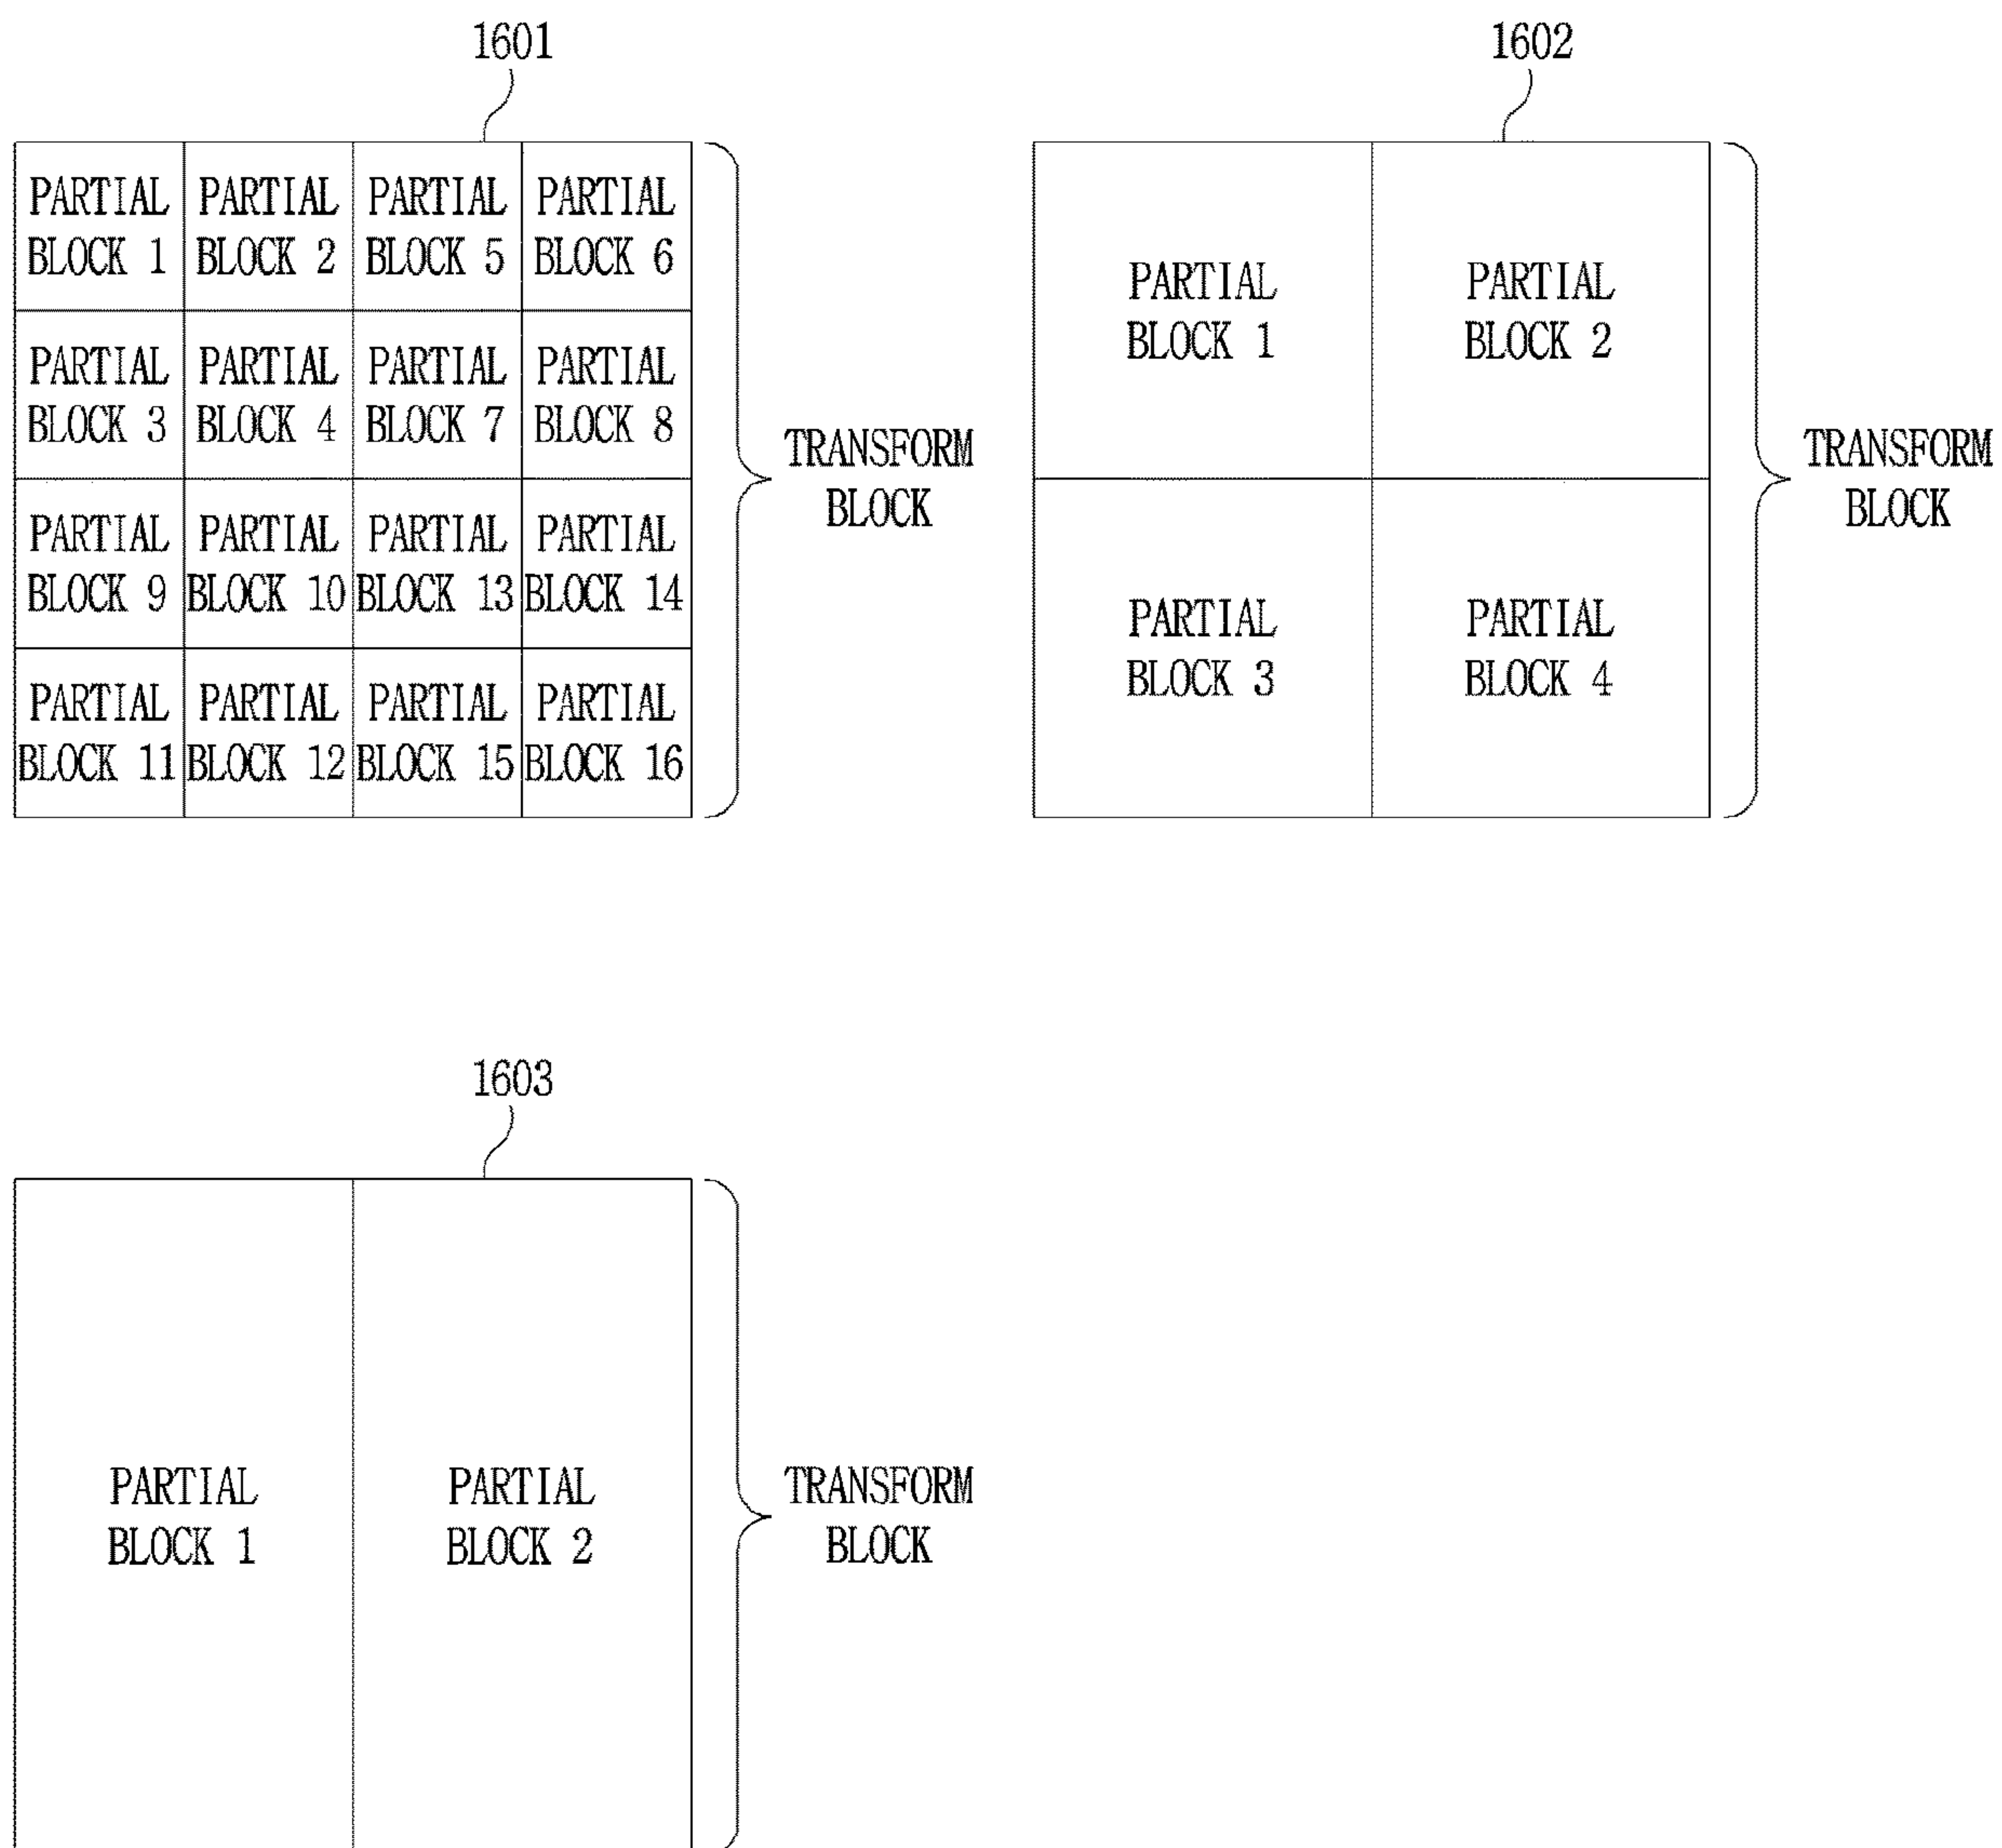 1601
PARTIAL PARTIAL PARTIAL PARTIAL
BLOCK 1 BLOCK 2 BLOCK 5 BLOCK 6
PARTIAL PARTIAL PARTIAL PARTIAL
BLOCK 3 BLOCK 4 BLOCK 7 BLOCK 8
PARTIAL PARTIAL PARTIAL PARTIAL
BLOCK 9 BLOCK 10 BLOCK 13 BLOCK 14
PARTIAL PARTIAL PARTIAL PARTIAL
BLOCK 11 BLOCK 12 BLOCK 15 BLOCK 16
TRANSFORM
BLOCK
1602
PARTIAL PARTIAL
BLOCK 1 BLOCK 2
PARTIAL PARTIAL
BLOCK 3 BLOCK 4
TRANSFORM
BLOCK
1603
PARTIAL PARTIAL
BLOCK 1 BLOCK 2
TRANSFORM
BLOCK